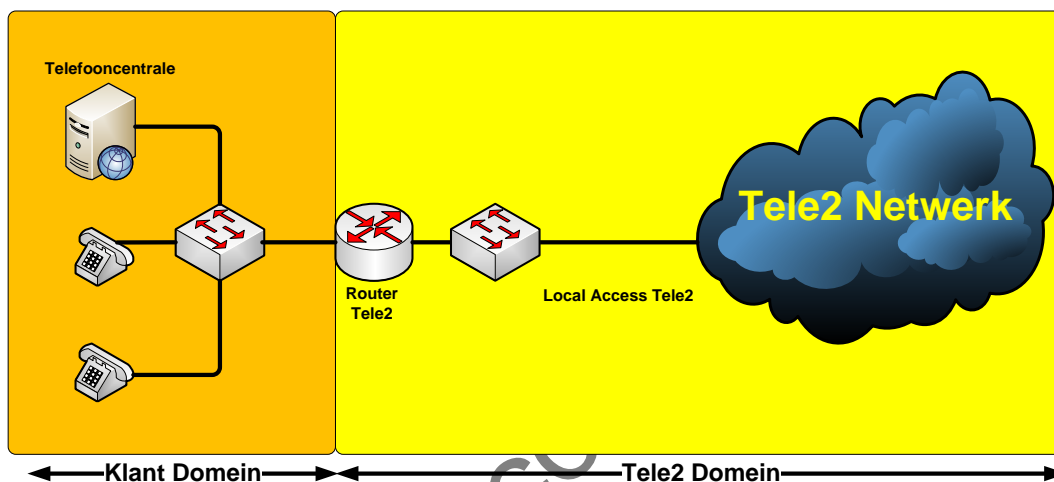 Telefooncentrale
Tele2 Netwerk
Router
Tele2
Local Access Tele2
Klant Domein
Tele2 Domein